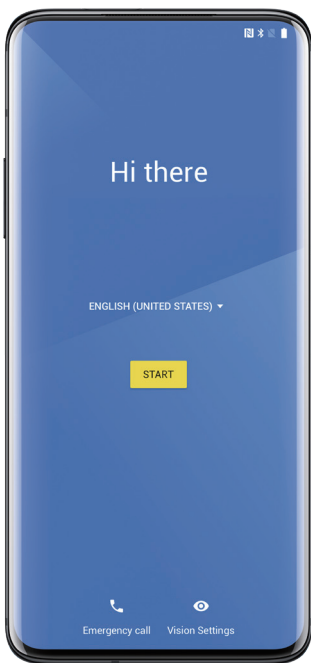 Hi there
ENGLISH (UNITED STATES)
START
Emergency call
Vision Settings